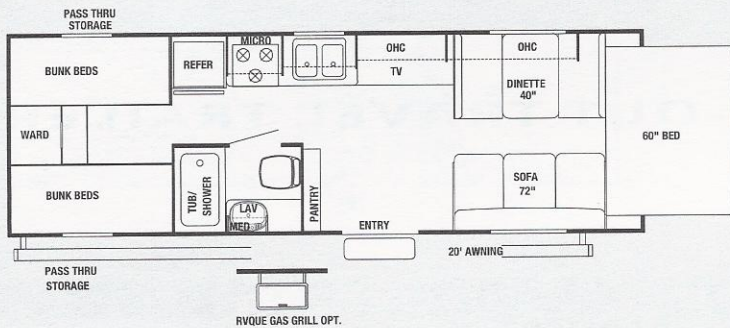 PASS THRU
STORAGE
BUNK BEDS
REFER
MICRO
OHC
TV
OHC
DINETTE
40"
60" BED
WARD
BUNK BEDS
TUB/
SHOWER
LAV
MED
PANTRY
SOFA
72"
ENTRY
20' AWNING
PASS THRU
STORAGE
RVQUE GAS GRILL OPT.